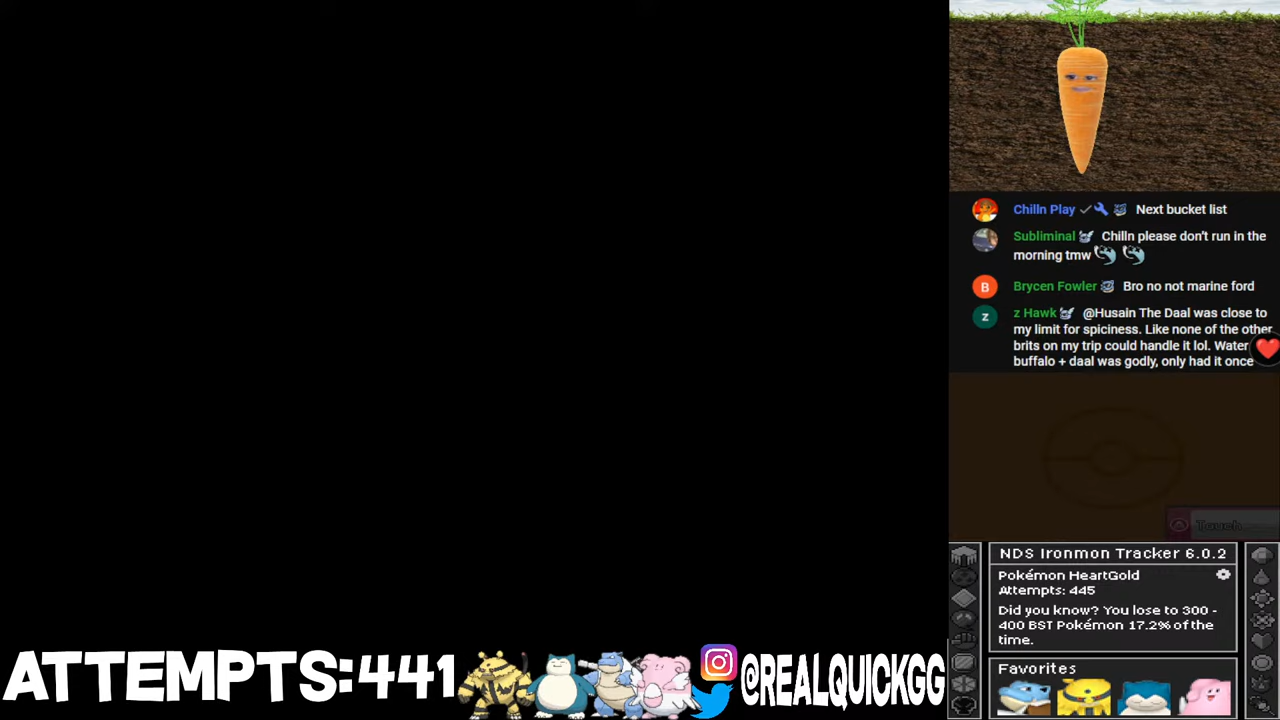 Chilln Play Next bucket list
Subliminal Chilln please don't run in the
morning tmw
B Brycen Fowler Bro no not marine ford
z z Hawk @Husain The Daal was close to
my limit for spiciness. Like none of the other
brits on my trip could handle it lol. Water
buffalo + daal was godly, only had it once
Touch
NDS Ironmon Tracker 6.0.2
Pokémon HeartGold
Attempts: 445
Did you know? You lose to 300 -
400 BST Pokémon 17.2% of the
time.
Favorites
ATTEMPTS:441 @REALQUICKGG